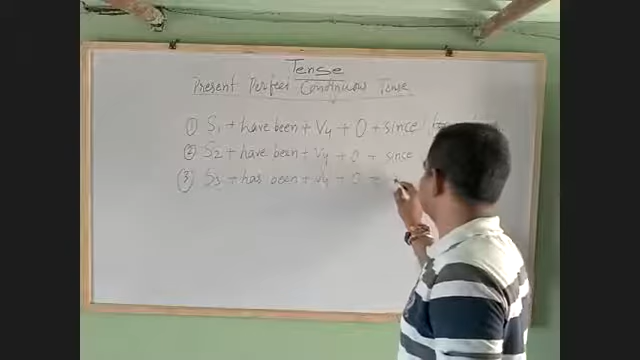 Tense
Present Perfect Continuous Tense
① S1 + have been + V4 + O + since /
② S2 + have been + V4 + O + since
③ S3 + has been + V4 + O +